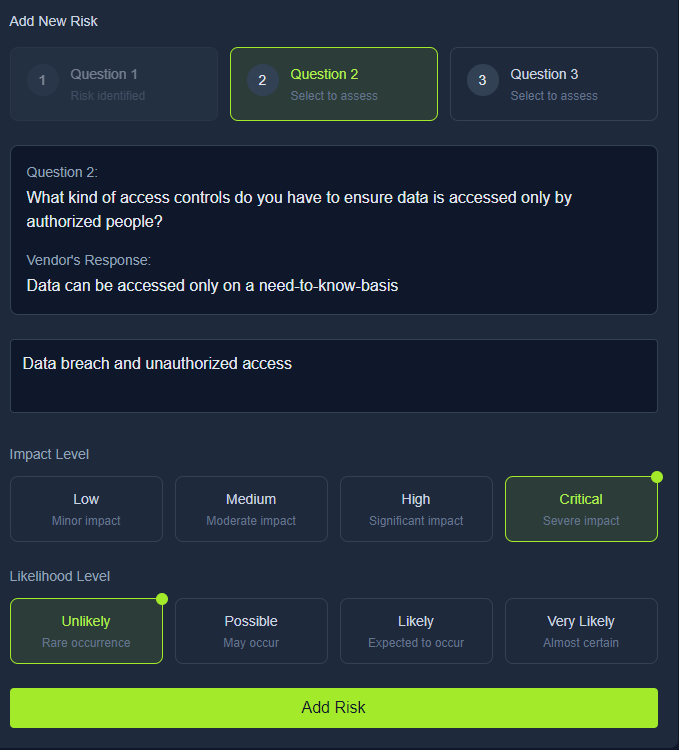 Add New Risk
1
Question 1
Risk identified
2
Question 2
Select to assess
3
Question 3
Select to assess
Question 2:
What kind of access controls do you have to ensure data is accessed only by
authorized people?
Vendor's Response:
Data can be accessed only on a need-to-know-basis
Data breach and unauthorized access
Impact Level
Low
Minor impact
Medium
Moderate impact
High
Significant impact
Critical
Severe impact
Likelihood Level
Unlikely
Rare occurrence
Possible
May occur
Likely
Expected to occur
Very Likely
Almost certain
Add Risk